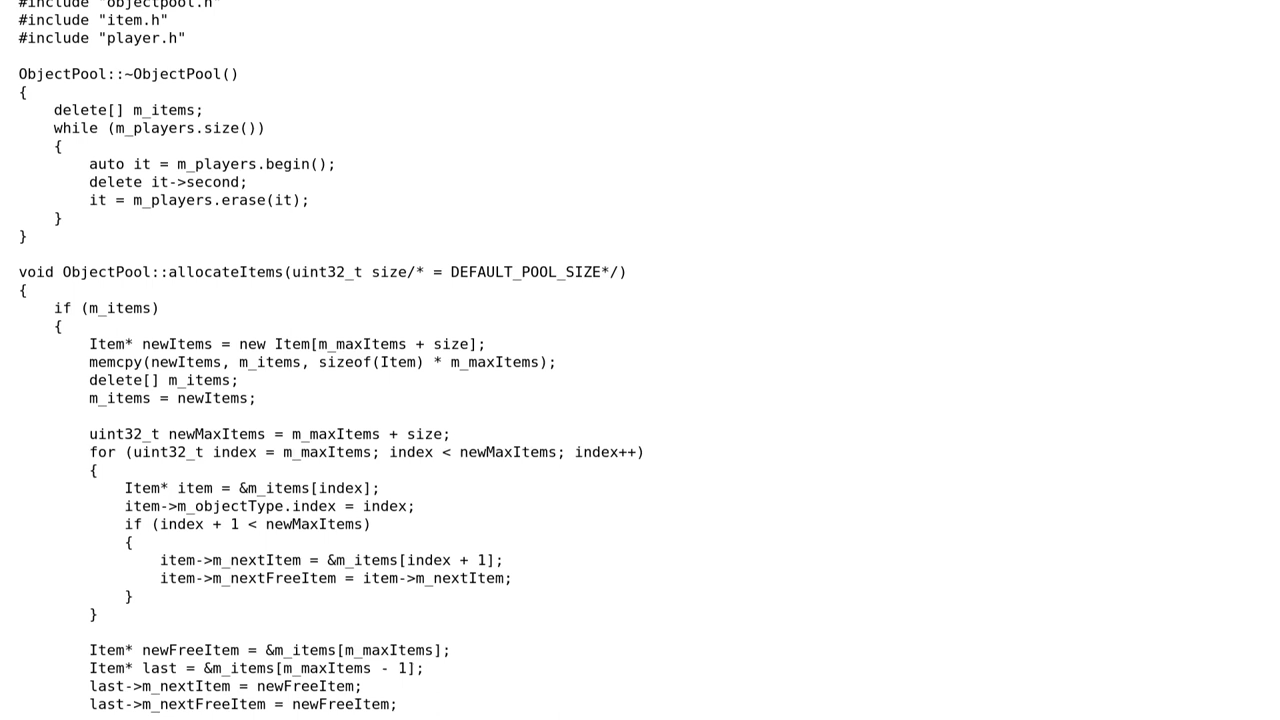 #include "objectpool.h"
#include "item.h"
#include "player.h"

ObjectPool::~ObjectPool()
{
    delete[] m_items;
    while (m_players.size())
    {
        auto it = m_players.begin();
        delete it->second;
        it = m_players.erase(it);
    }
}

void ObjectPool::allocateItems(uint32_t size/* = DEFAULT_POOL_SIZE*/)
{
    if (m_items)
    {
        Item* newItems = new Item[m_maxItems + size];
        memcpy(newItems, m_items, sizeof(Item) * m_maxItems);
        delete[] m_items;
        m_items = newItems;

        uint32_t newMaxItems = m_maxItems + size;
        for (uint32_t index = m_maxItems; index < newMaxItems; index++)
        {
            Item* item = &m_items[index];
            item->m_objectType.index = index;
            if (index + 1 < newMaxItems)
            {
                item->m_nextItem = &m_items[index + 1];
                item->m_nextFreeItem = item->m_nextItem;
            }
        }

        Item* newFreeItem = &m_items[m_maxItems];
        Item* last = &m_items[m_maxItems - 1];
        last->m_nextItem = newFreeItem;
        last->m_nextFreeItem = newFreeItem;